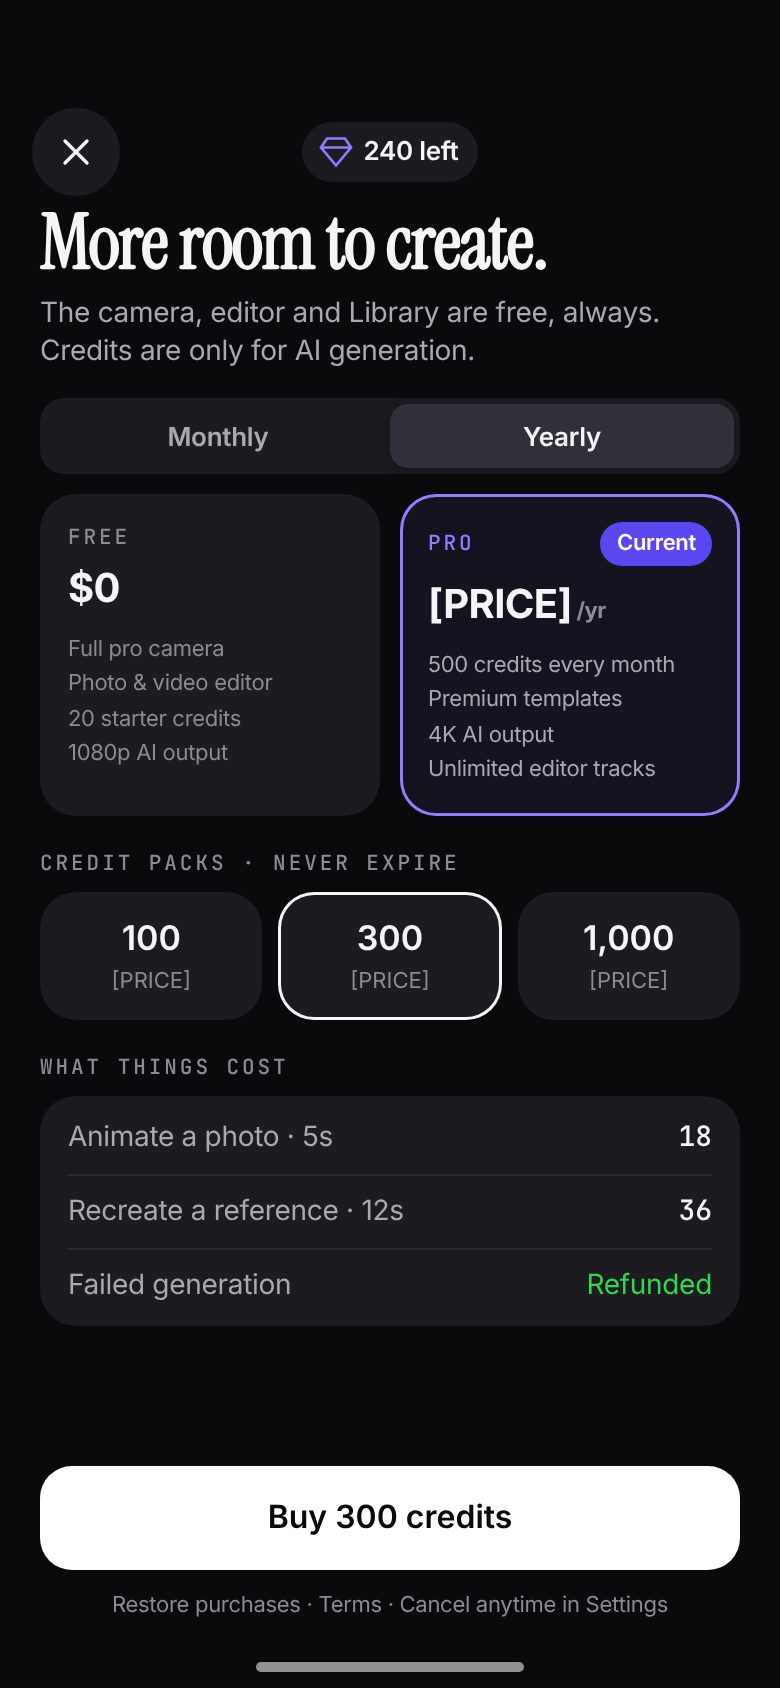 240 left
More room to create.
The camera, editor and Library are free, always.
Credits are only for AI generation.
Monthly
Yearly
FREE
$0
Full pro camera
Photo & video editor
20 starter credits
1080p AI output
PRO
Current
[PRICE] /yr
500 credits every month
Premium templates
4K AI output
Unlimited editor tracks
CREDIT PACKS · NEVER EXPIRE
100
[PRICE]
300
[PRICE]
1,000
[PRICE]
WHAT THINGS COST
Animate a photo · 5s 18
Recreate a reference · 12s 36
Failed generation Refunded
Buy 300 credits
Restore purchases · Terms · Cancel anytime in Settings